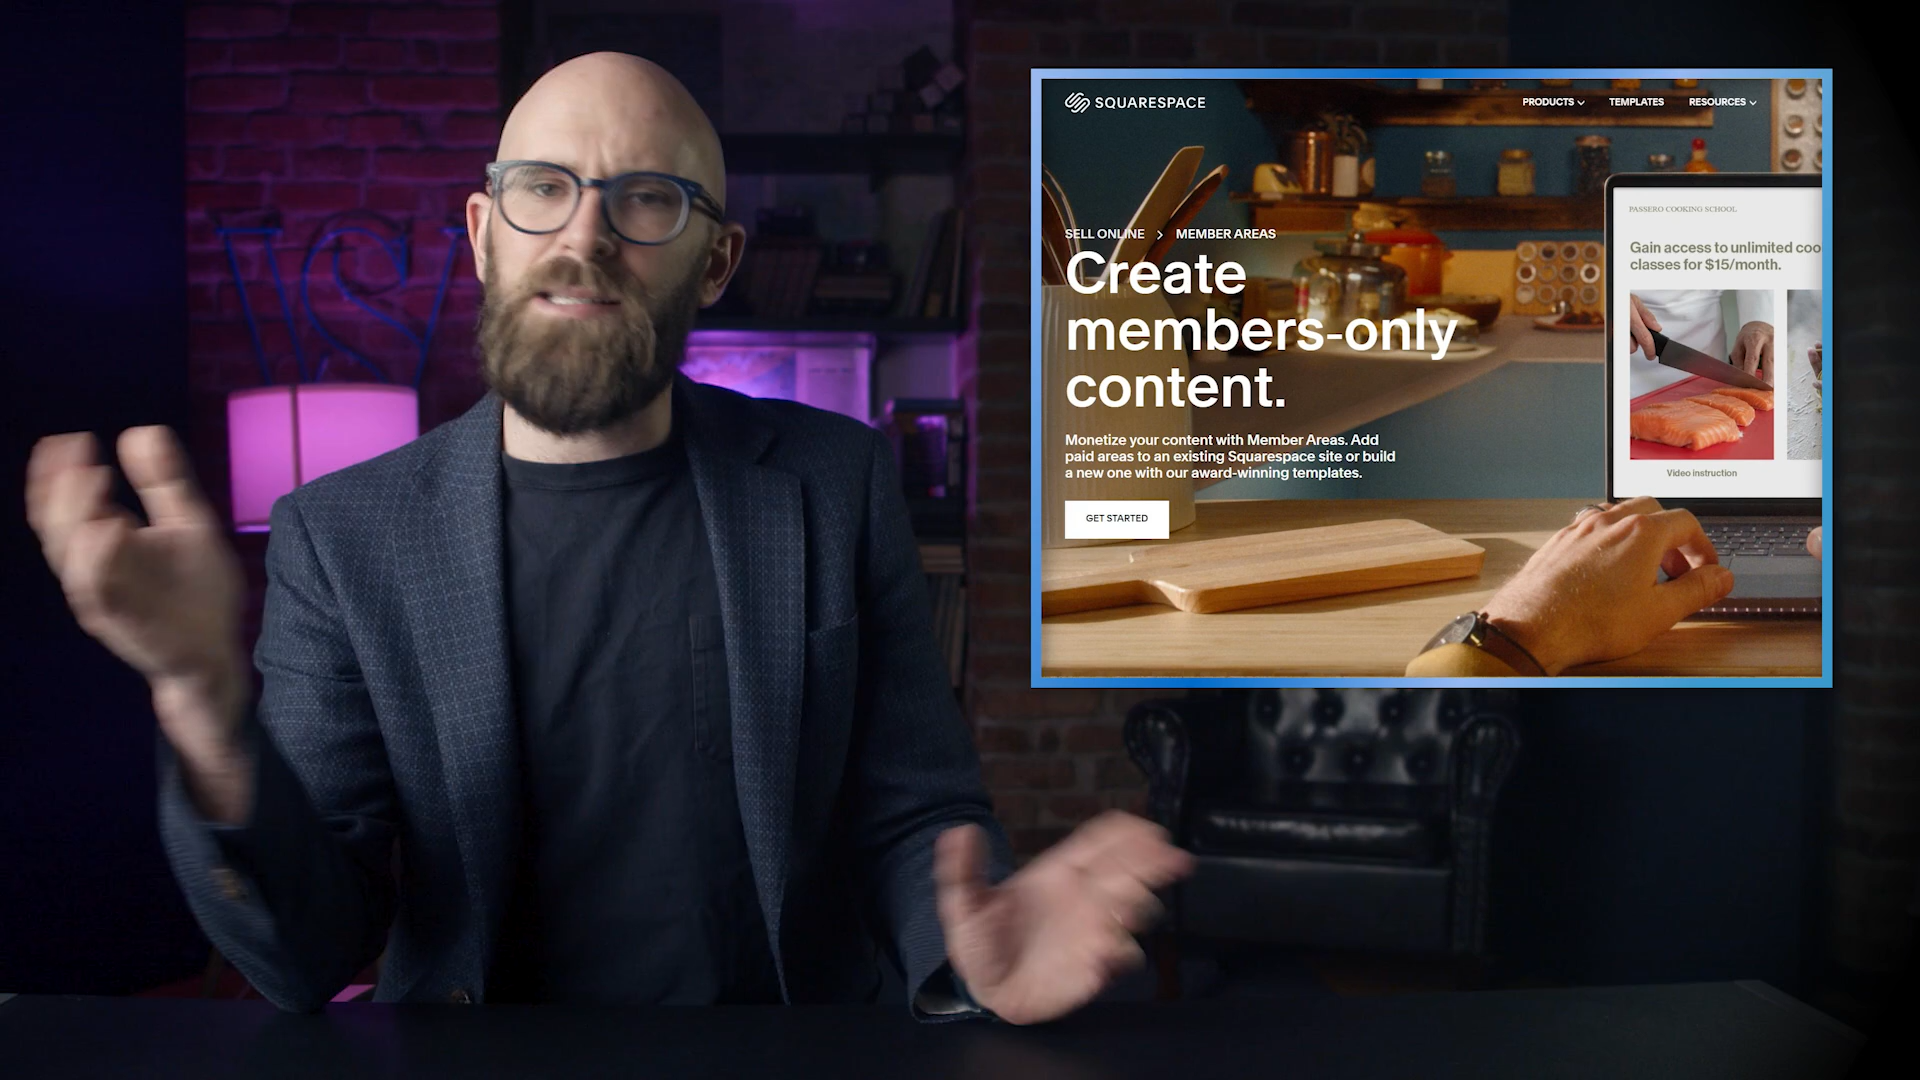 SQUARESPACE
PRODUCTS
TEMPLATES
RESOURCES
SELL ONLINE > MEMBER AREAS
Create
members-only
content.
Monetize your content with Member Areas. Add
paid areas to an existing Squarespace site or build
a new one with our award-winning templates.
GET STARTED
PASSERO COOKING SCHOOL
Gain access to unlimited coo
classes for $15/month.
Video instruction